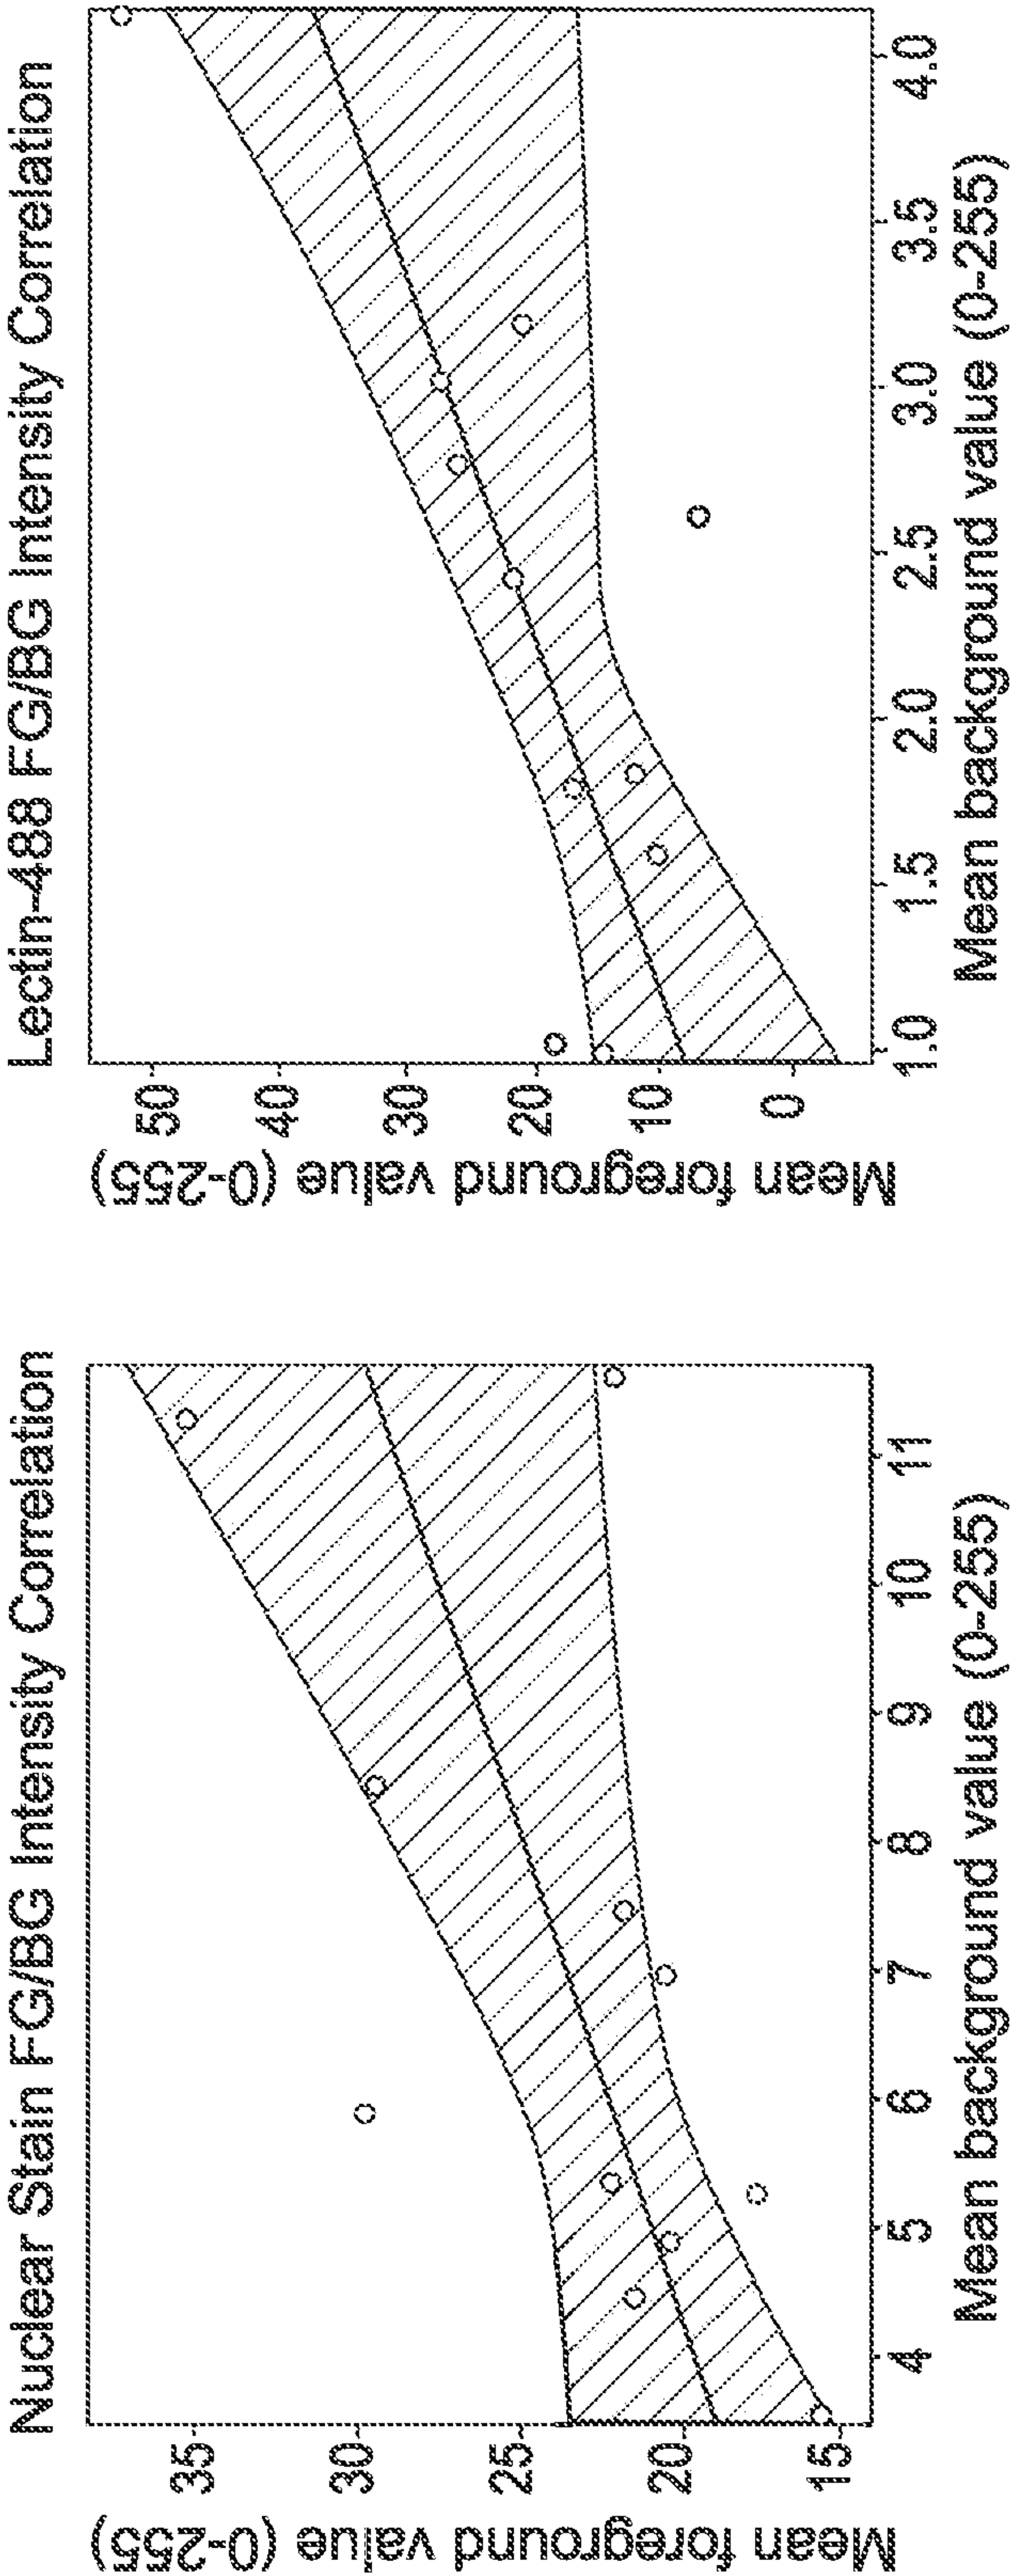 Nuclear Stain FG/BG Intensity Correlation
Mean foreground value (0-255)
35
30
25
20
15
4 5 6 7 8 9 10 11
Mean background value (0-255)
Lectin-488 FG/BG Intensity Correlation
Mean foreground value (0-255)
50
40
30
20
10
0
1.0 1.5 2.0 2.5 3.0 3.5 4.0
Mean background value (0-255)